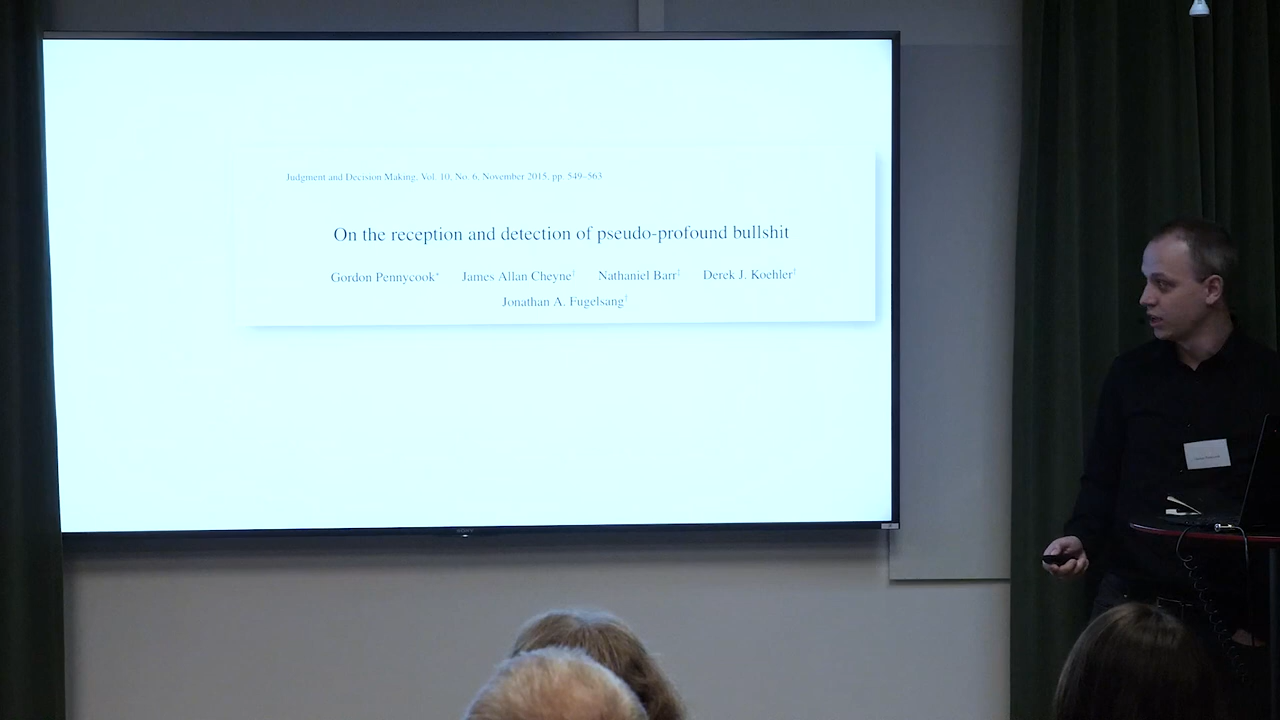 Judgment and Decision Making, Vol. 10, No. 6, November 2015, pp. 549–563
On the reception and detection of pseudo-profound bullshit
Gordon Pennycook* James Allan Cheyne† Nathaniel Barr‡ Derek J. Koehler†
Jonathan A. Fugelsang†
SONY